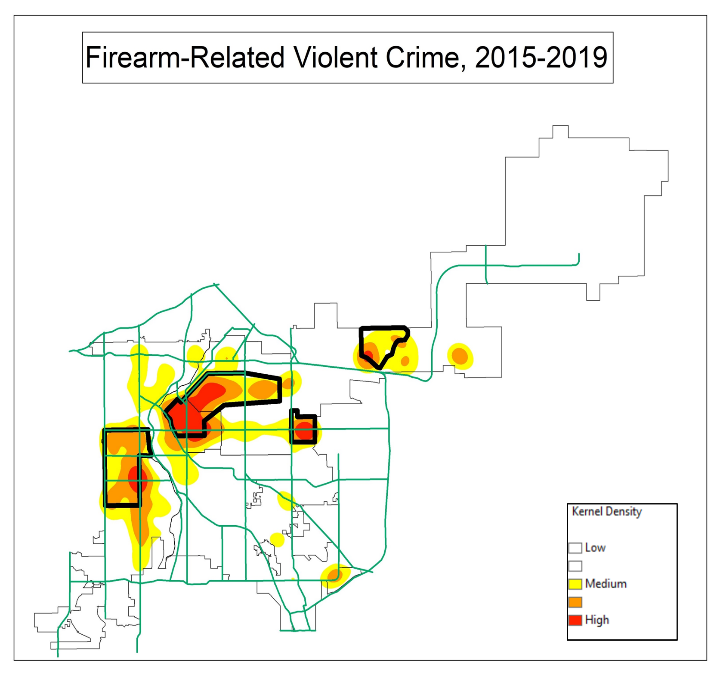 Firearm-Related Violent Crime, 2015-2019
Kernel Density
Low
Medium
High